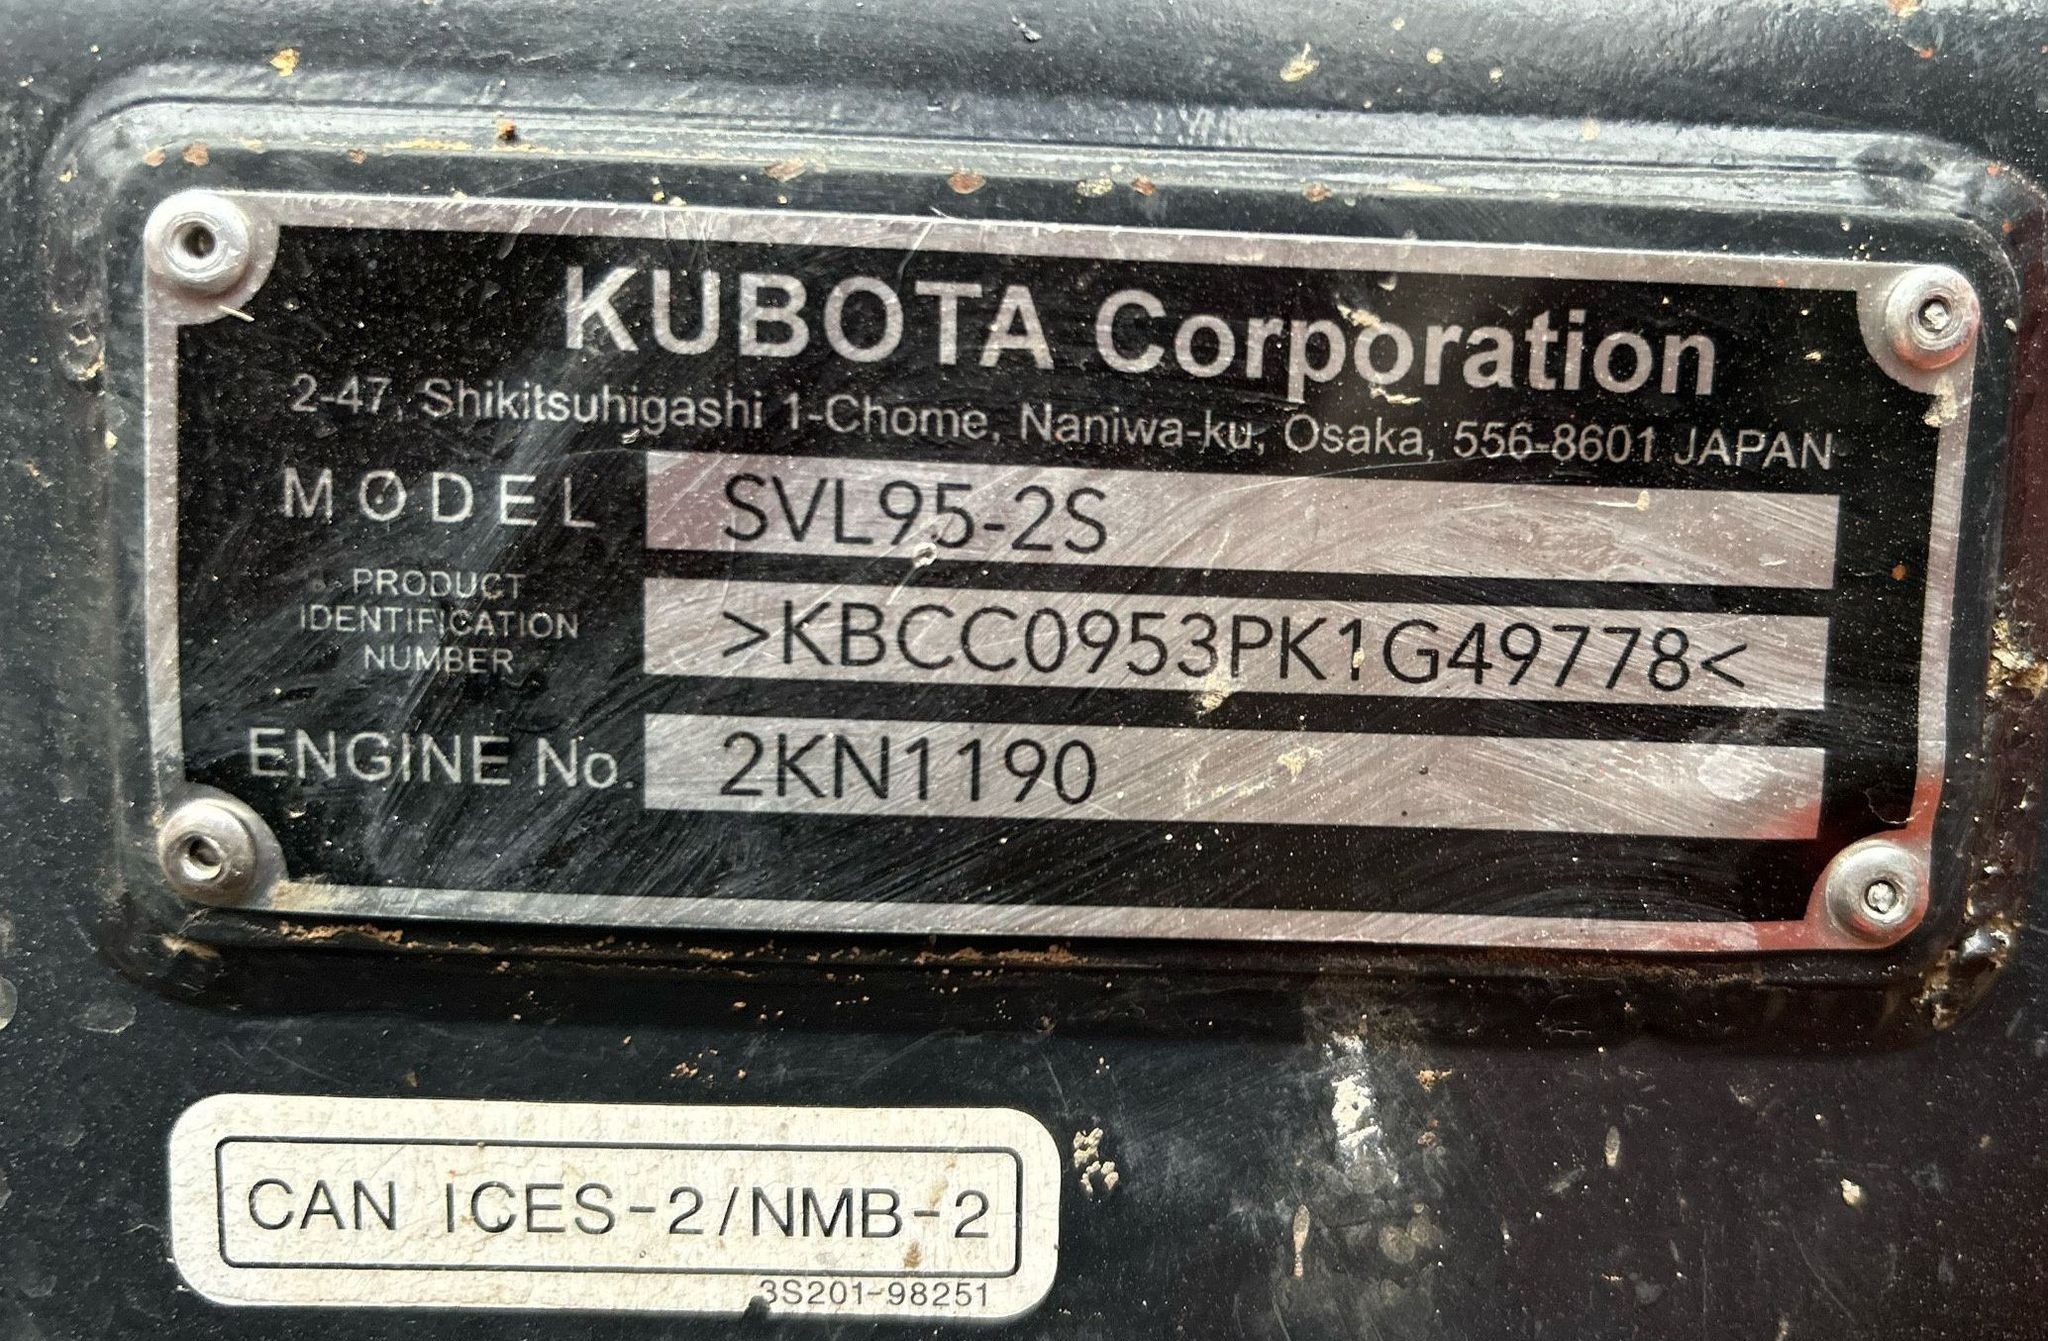 KUBOTA Corporation
2-47, Shikitsuhigashi 1-Chome, Naniwa-ku, Osaka, 556-8601 JAPAN
MODEL SVL95-2S
PRODUCT
IDENTIFICATION
NUMBER
>KBCC0953PK1G49778<
ENGINE No. 2KN1190
CAN ICES-2/NMB-2
3S201-98251